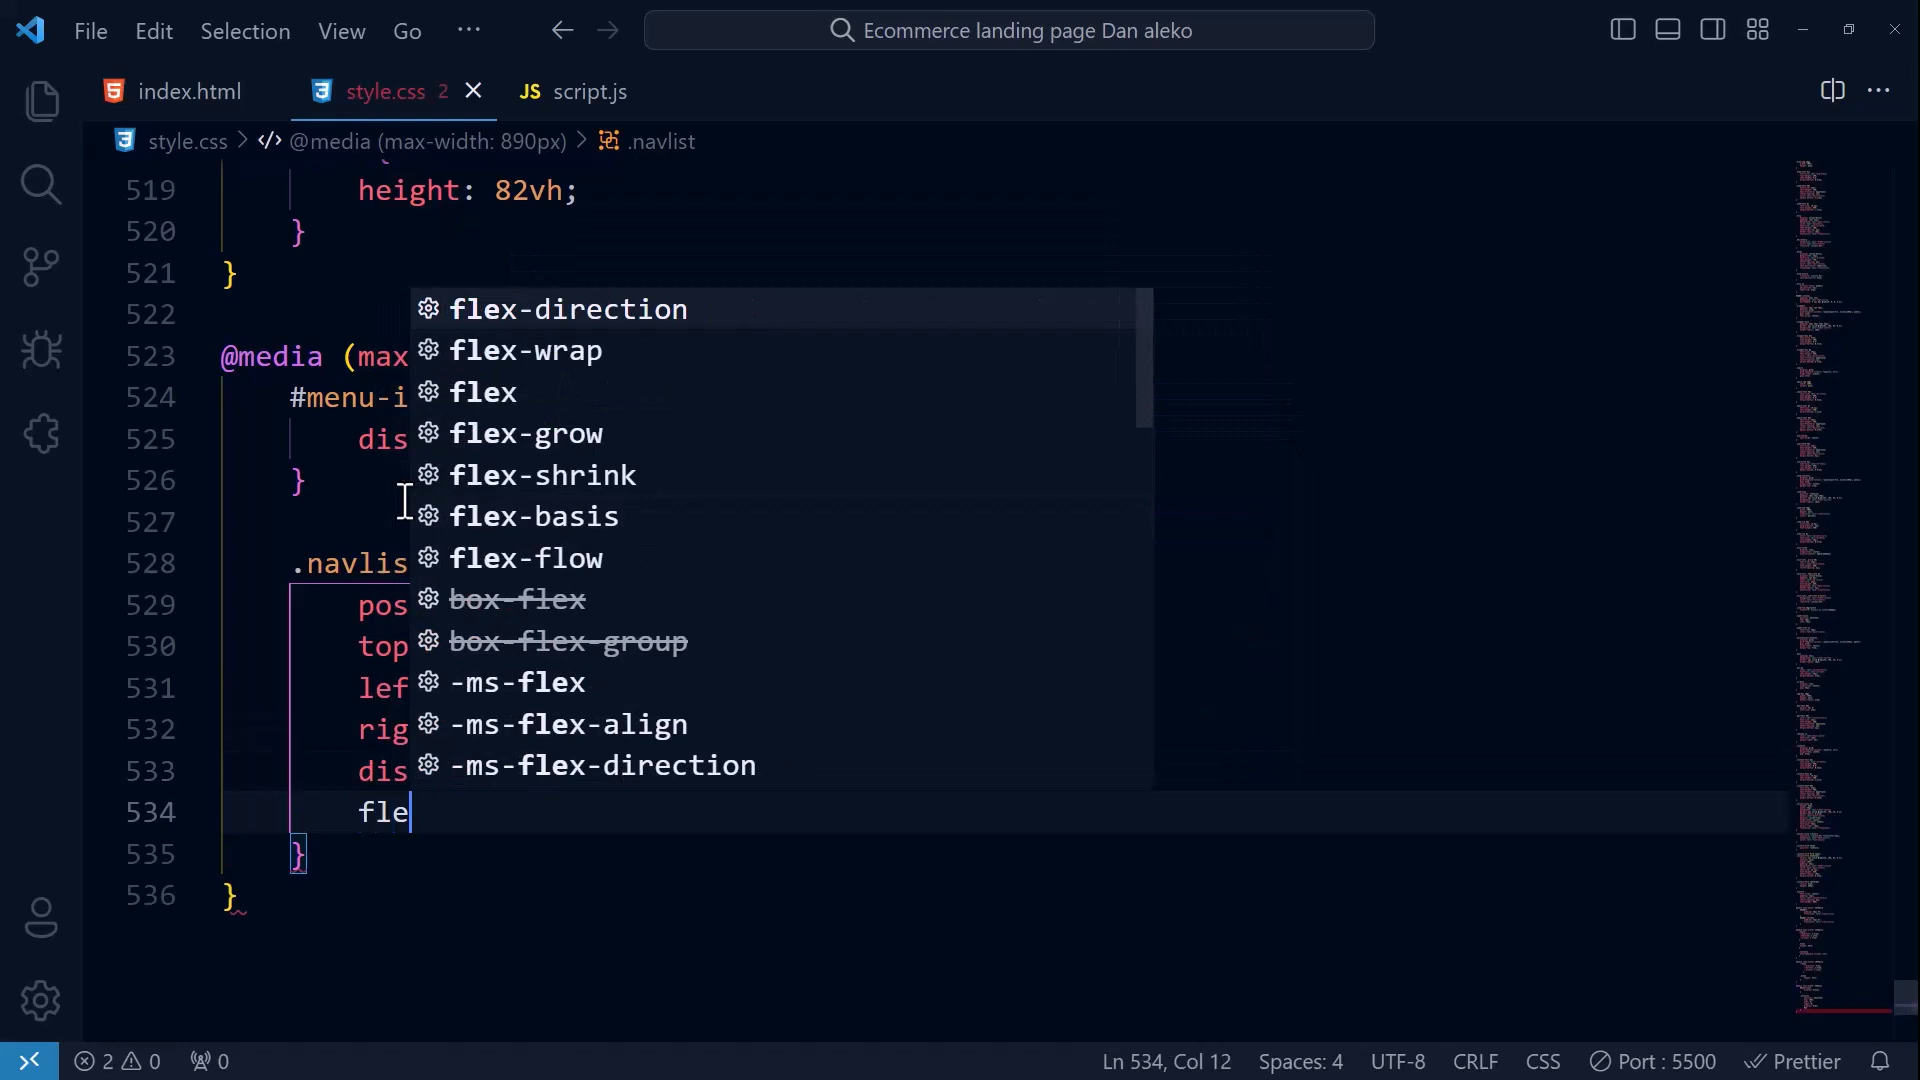 File Edit Selection View Go ··· Ecommerce landing page Dan aleko
index.html style.css 2 JS script.js
style.css > @media (max-width: 890px) > .navlist
519 height: 82vh;
520 }
521 }
522
523 @media (max
524 #menu-i
525 dis
526 }
527
528 .navlis
529 pos
530 top
531 lef
532 rig
533 dis
534 fle
535 }
536 }
flex-direction
flex-wrap
flex
flex-grow
flex-shrink
flex-basis
flex-flow
box-flex
box-flex-group
-ms-flex
-ms-flex-align
-ms-flex-direction
2 0 0 Ln 534, Col 12 Spaces: 4 UTF-8 CRLF CSS Port : 5500 Prettier